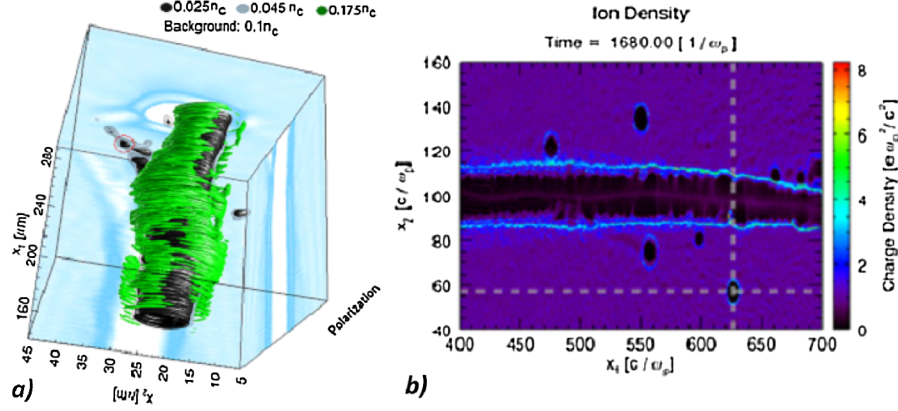 0.025nc 0.045 nc 0.175nc
Background: 0.1nc
X1 [µm]
280
240
200
160
45 35 30 20 10 5
X2 [µm]
Polarization
a)
Ion Density
Time = 1680.00 [ 1 / ωp ]
x2 [c / ωp]
160
140
120
100
80
60
40
400 450 500 550 600 650 700
x1 [c / ωp]
8
6
4
2
0
Charge Density [e ωp²/ c²]
b)